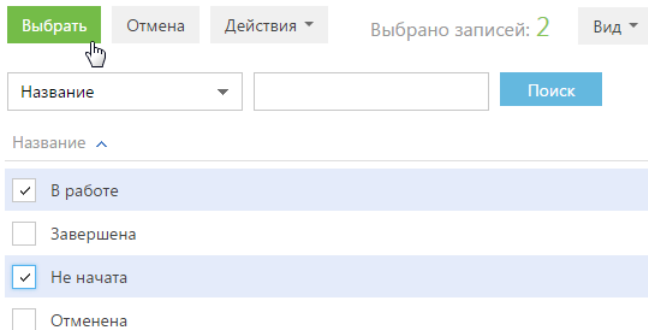 Выбрать Отмена Действия Выбрано записей: 2 Вид
Название Поиск
Название
В работе
Завершена
Не начата
Отменена